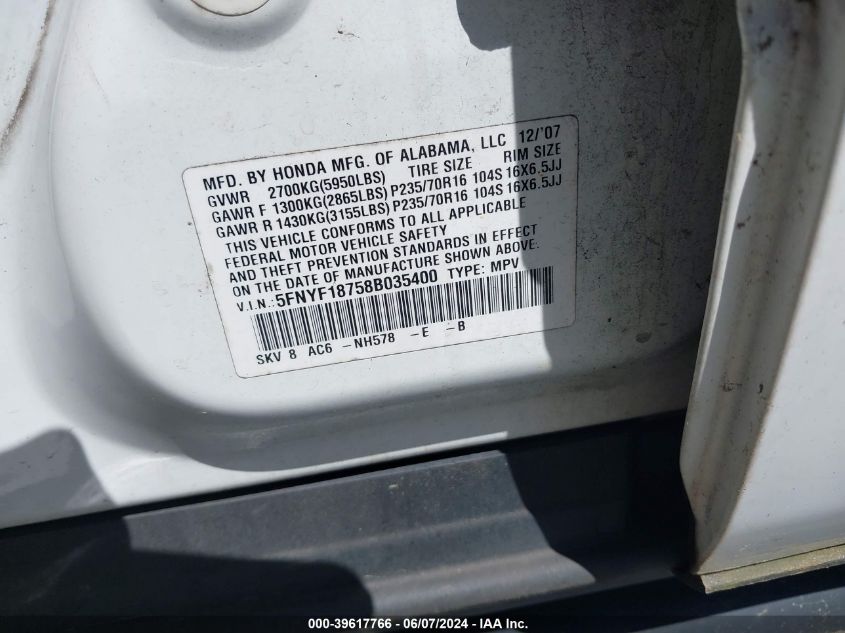 MFD. BY HONDA MFG. OF ALABAMA, LLC 12/'07
GVWR 2700KG(5950LBS) TIRE SIZE RIM SIZE
GAWR F 1300KG(2865LBS) P235/70R16 104S 16X6.5JJ
GAWR R 1430KG(3155LBS) P235/70R16 104S 16X6.5JJ
THIS VEHICLE CONFORMS TO ALL APPLICABLE
FEDERAL MOTOR VEHICLE SAFETY
AND THEFT PREVENTION STANDARDS IN EFFECT
ON THE DATE OF MANUFACTURE SHOWN ABOVE.
V.I.N.: 5FNYF18758B035400 TYPE: MPV
SKV 8 AC6 -NH578 -E -B
000-39617766 - 06/07/2024 - IAA Inc.